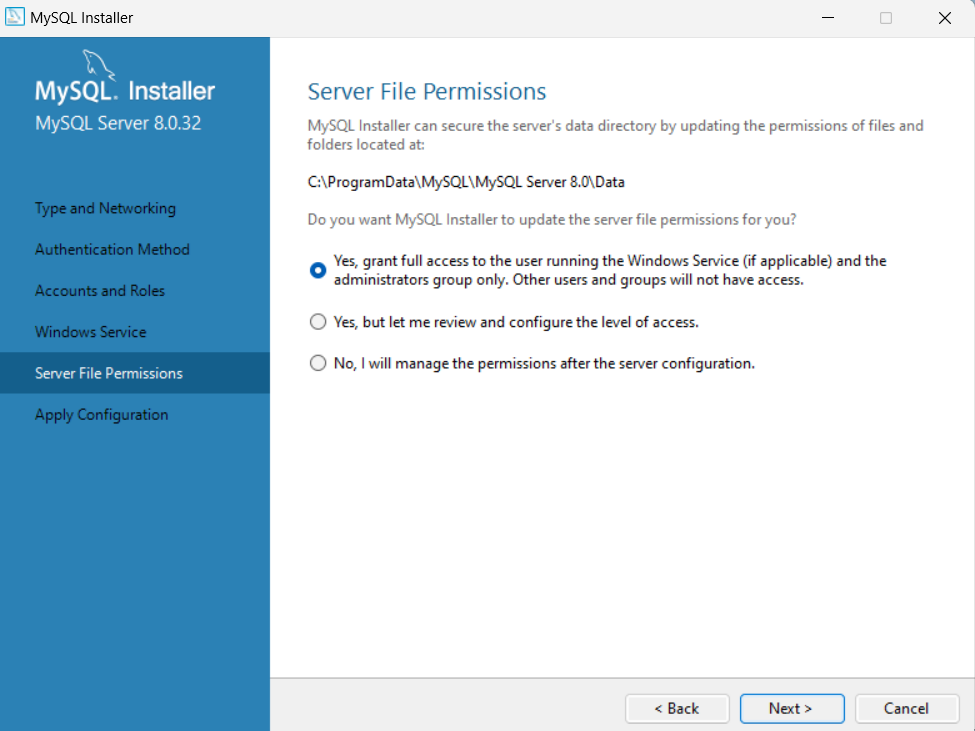 MySQL Installer
MySQL. Installer
MySQL Server 8.0.32
Type and Networking
Authentication Method
Accounts and Roles
Windows Service
Server File Permissions
Apply Configuration
Server File Permissions
MySQL Installer can secure the server's data directory by updating the permissions of files and
folders located at:
C:\ProgramData\MySQL\MySQL Server 8.0\Data
Do you want MySQL Installer to update the server file permissions for you?
Yes, grant full access to the user running the Windows Service (if applicable) and the
administrators group only. Other users and groups will not have access.
Yes, but let me review and configure the level of access.
No, I will manage the permissions after the server configuration.
< Back
Next >
Cancel